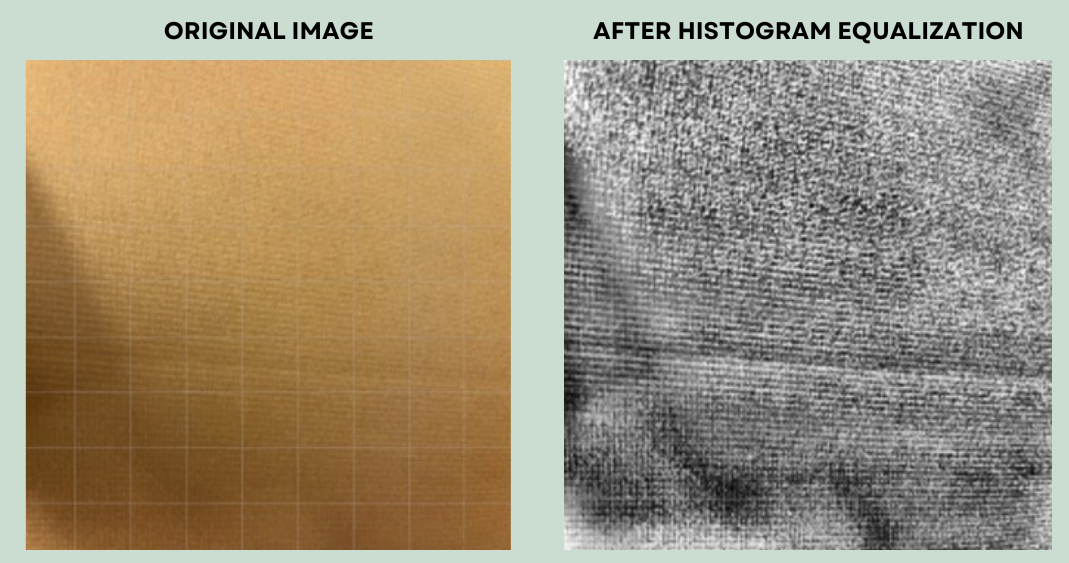 ORIGINAL IMAGE
AFTER HISTOGRAM EQUALIZATION